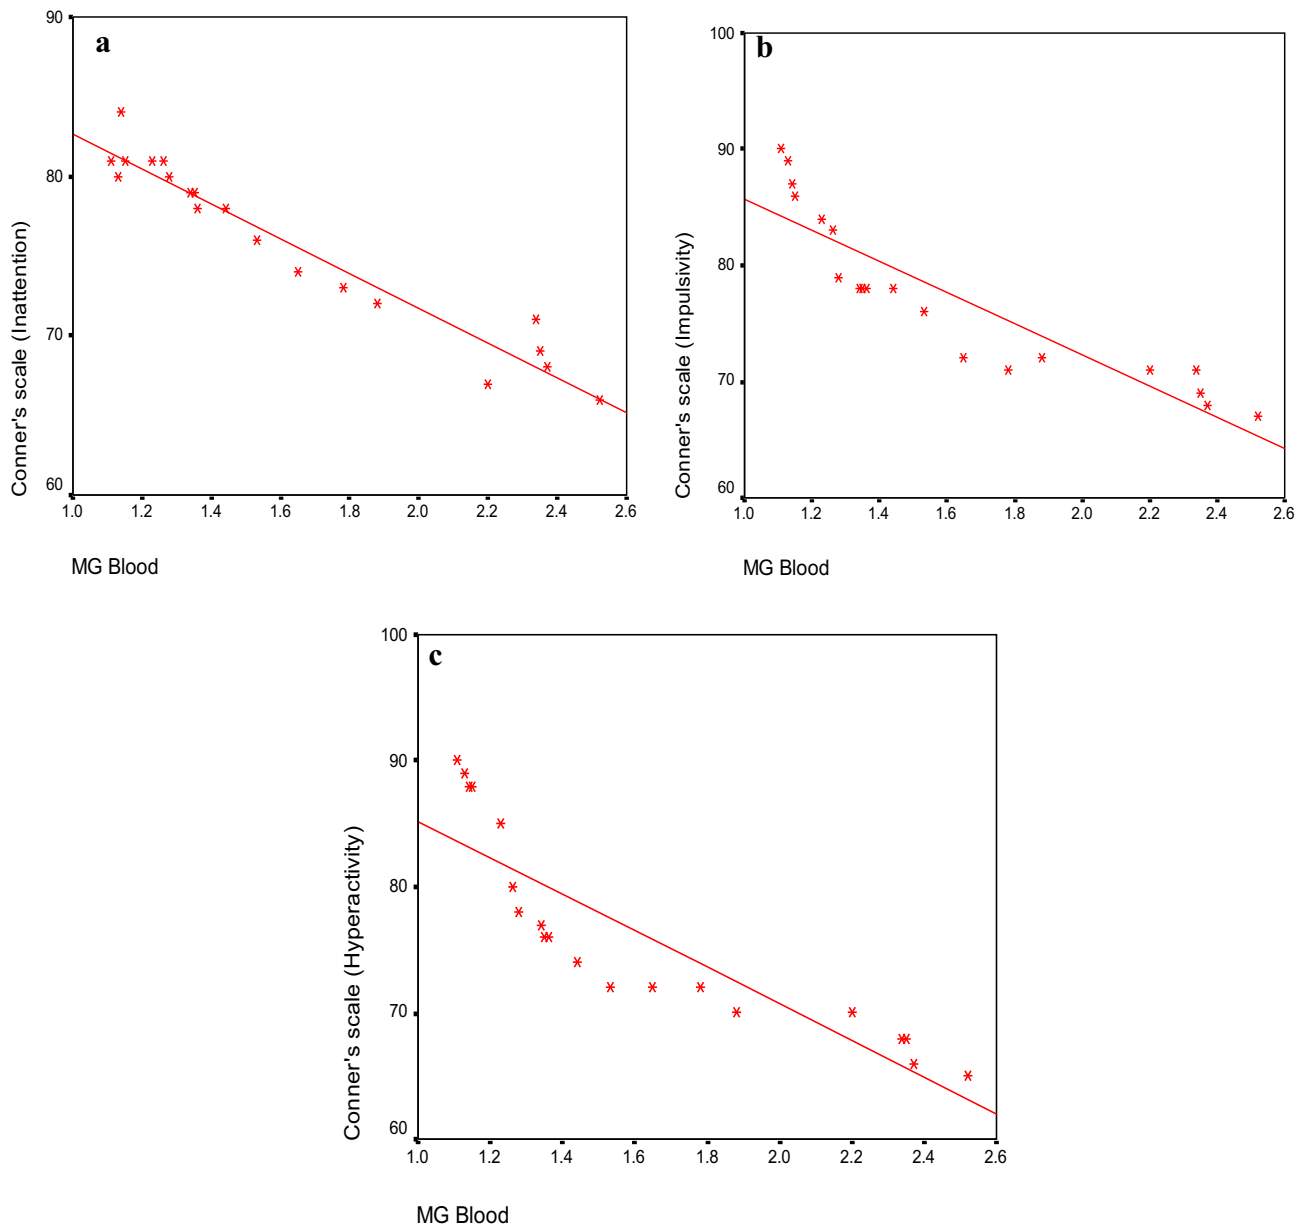 a
90
80
70
60
Conner's scale (Inattention)
1.0 1.2 1.4 1.6 1.8 2.0 2.2 2.4 2.6
MG Blood
b
100
90
80
70
60
Conner's scale (Impulsivity)
1.0 1.2 1.4 1.6 1.8 2.0 2.2 2.4 2.6
MG Blood
c
100
90
80
70
60
Conner's scale (Hyperactivity)
1.0 1.2 1.4 1.6 1.8 2.0 2.2 2.4 2.6
MG Blood